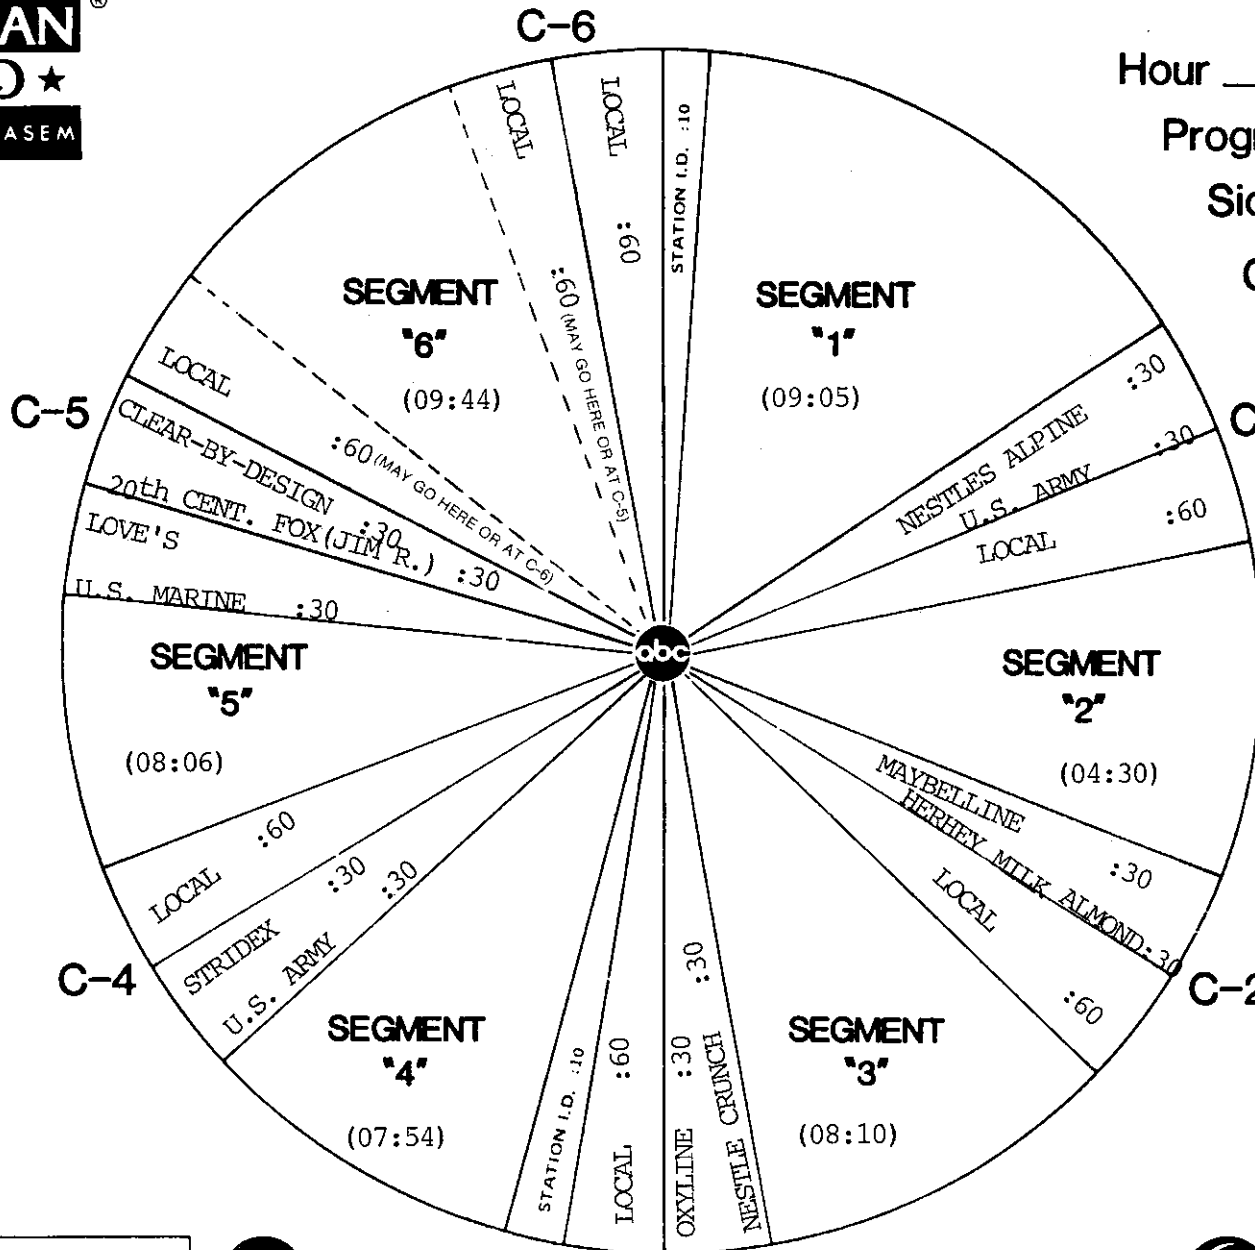 AN
®
ASEM
C-6
Hour
LOCAL
LOCAL
:60
STATION I.D. :10
SEGMENT
"1"
(09:05)
NESTLES ALPINE :30
U.S. ARMY :30
LOCAL :60
SEGMENT
"2"
(04:30)
MAYBELLINE :30
HERHEY MILK ALMOND :30
C-2
LOCAL :60
SEGMENT
"3"
(08:10)
NESTLE CRUNCH :30
OXYLINE :30
LOCAL :60
STATION I.D. :10
SEGMENT
"4"
(07:54)
U.S. ARMY :30
STRIDEX :30
C-4
LOCAL :60
SEGMENT
"5"
(08:06)
U.S. MARINE :30
LOVE'S
20th CENT. FOX (JIM R.) :30
CLEAR-BY-DESIGN :30
C-5
LOCAL
:60 (MAY GO HERE OR AT C-6)
SEGMENT
"6"
(09:44)
:60 (MAY GO HERE OR AT C-5)
abc